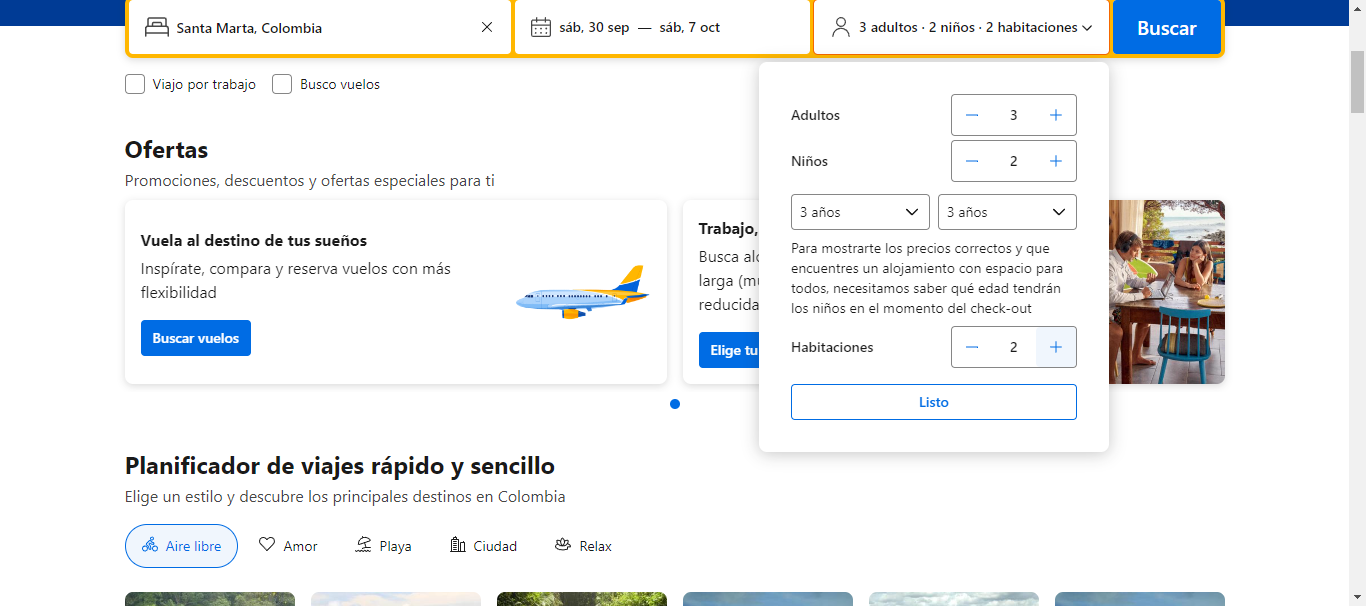 Santa Marta, Colombia
sáb, 30 sep — sáb, 7 oct
3 adultos · 2 niños · 2 habitaciones
Buscar
Viajo por trabajo
Busco vuelos
Adultos
3
Niños
2
3 años
3 años
Para mostrarte los precios correctos y que
encuentres un alojamiento con espacio para
todos, necesitamos saber qué edad tendrán
los niños en el momento del check-out
Habitaciones
2
Listo
Ofertas
Promociones, descuentos y ofertas especiales para ti
Vuela al destino de tus sueños
Inspírate, compara y reserva vuelos con más
flexibilidad
Buscar vuelos
Trabajo,
Busca
larga
reducida
Elige tu
Planificador de viajes rápido y sencillo
Elige un estilo y descubre los principales destinos en Colombia
Aire libre
Amor
Playa
Ciudad
Relax